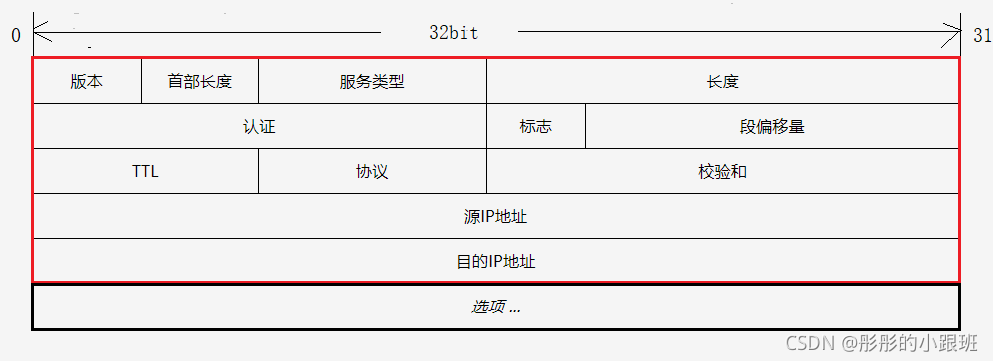 0 32bit 31
版本 首部长度 服务类型 长度
认证 标志 段偏移量
TTL 协议 校验和
源IP地址
目的IP地址
选项 ...
CSDN @彤彤的小跟班